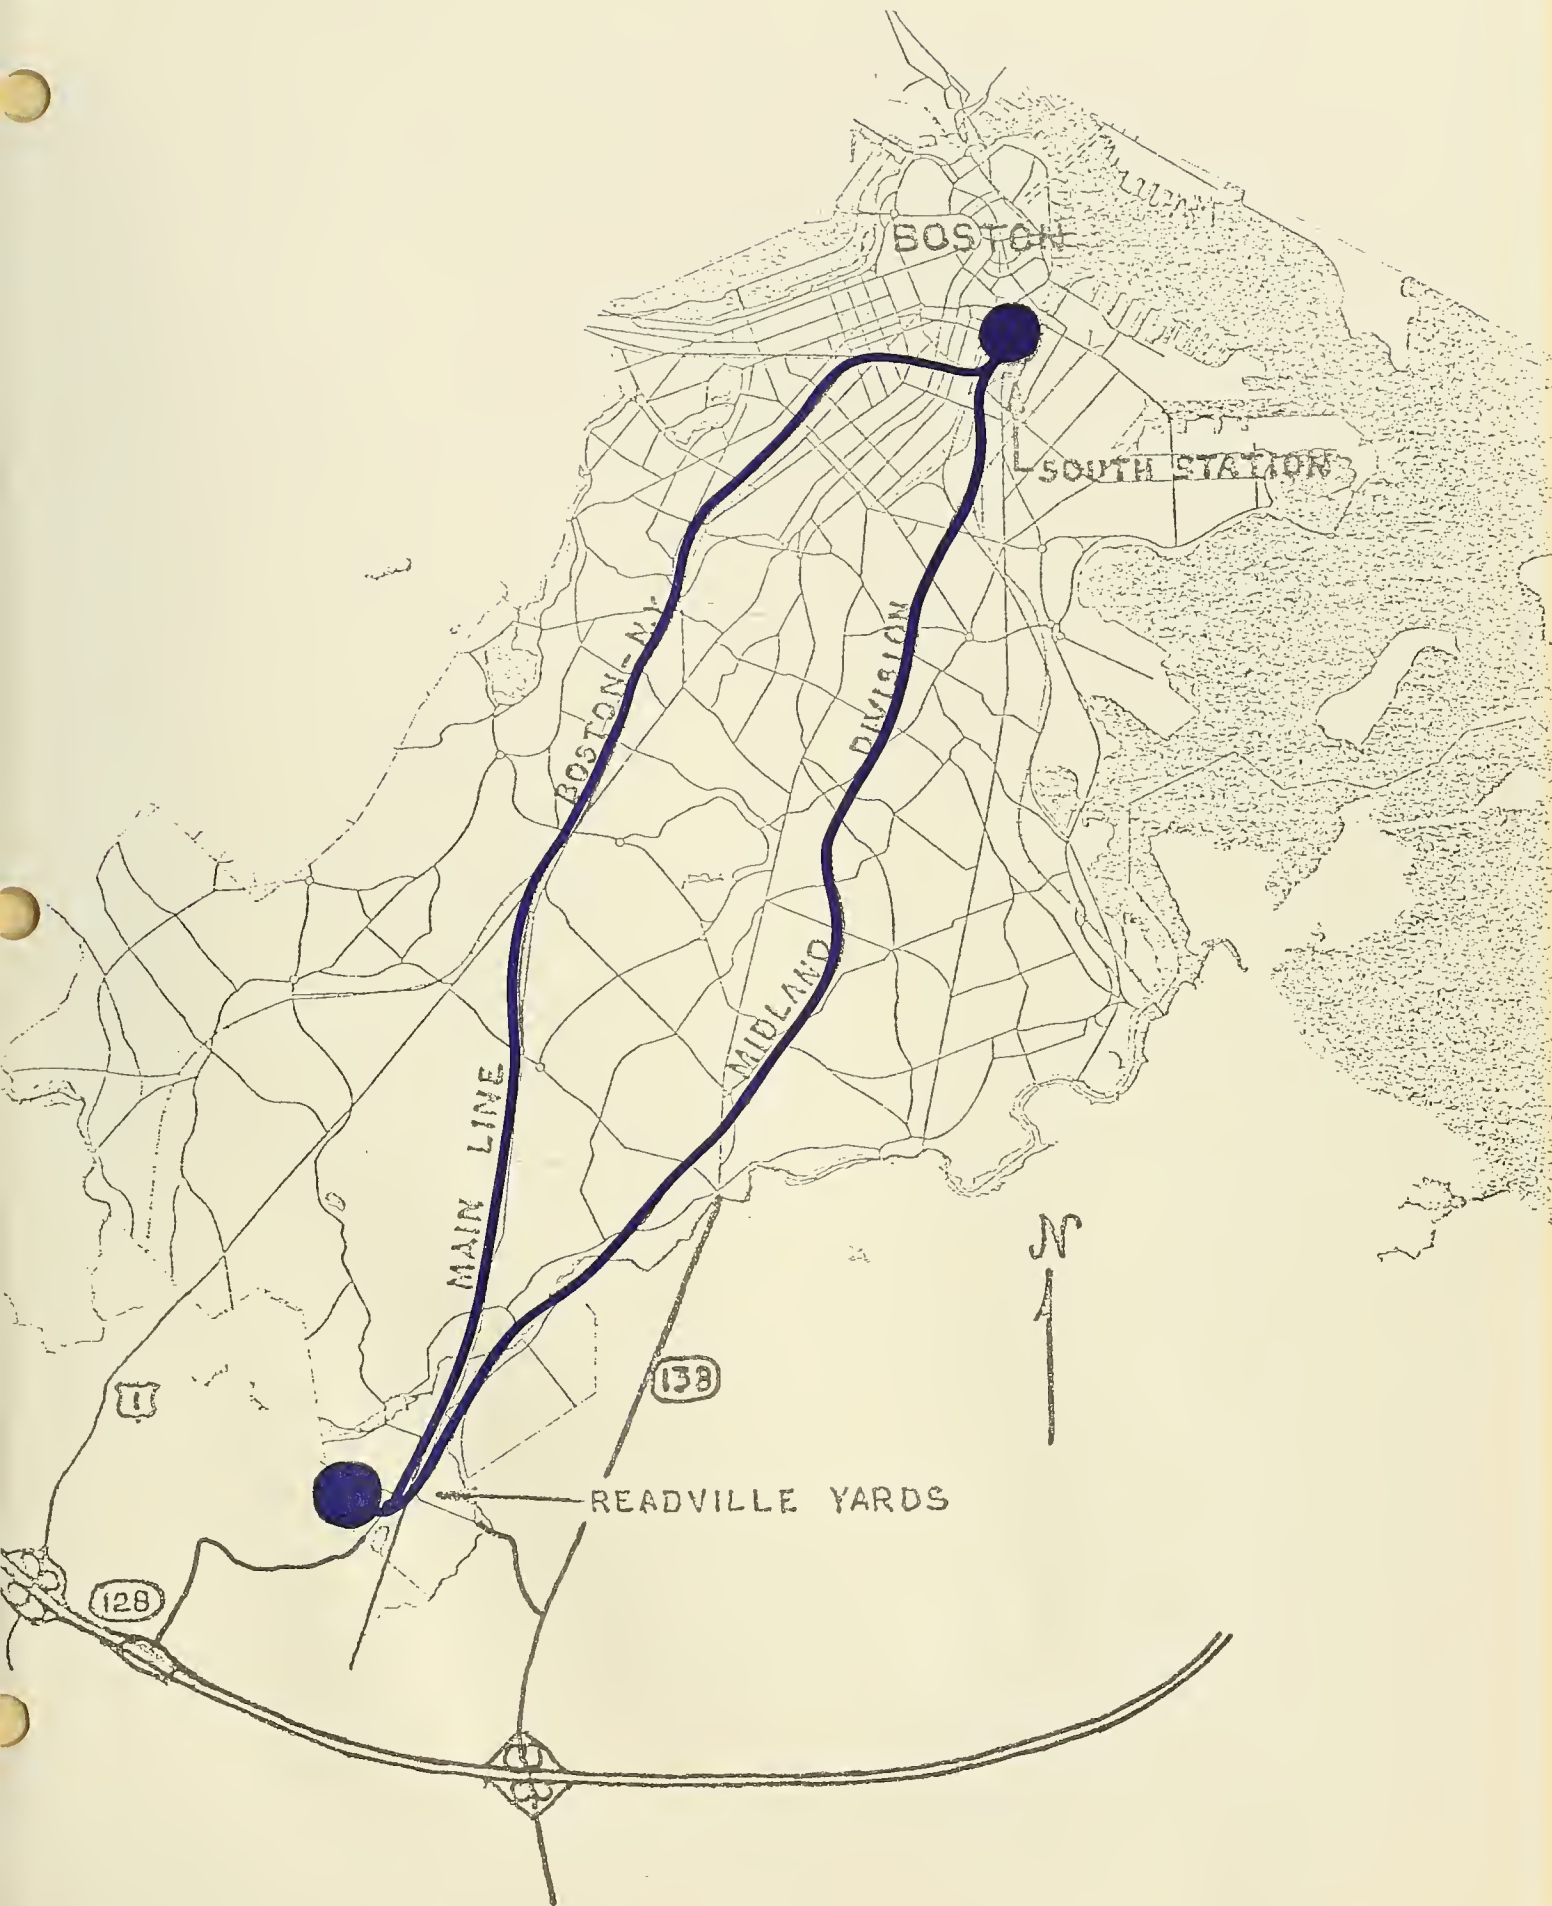 BOSTON
SOUTH STATION
BOSTON-N.Y.
DIVISION
MIDLAND
MAIN LINE
N
138
1
READVILLE YARDS
128